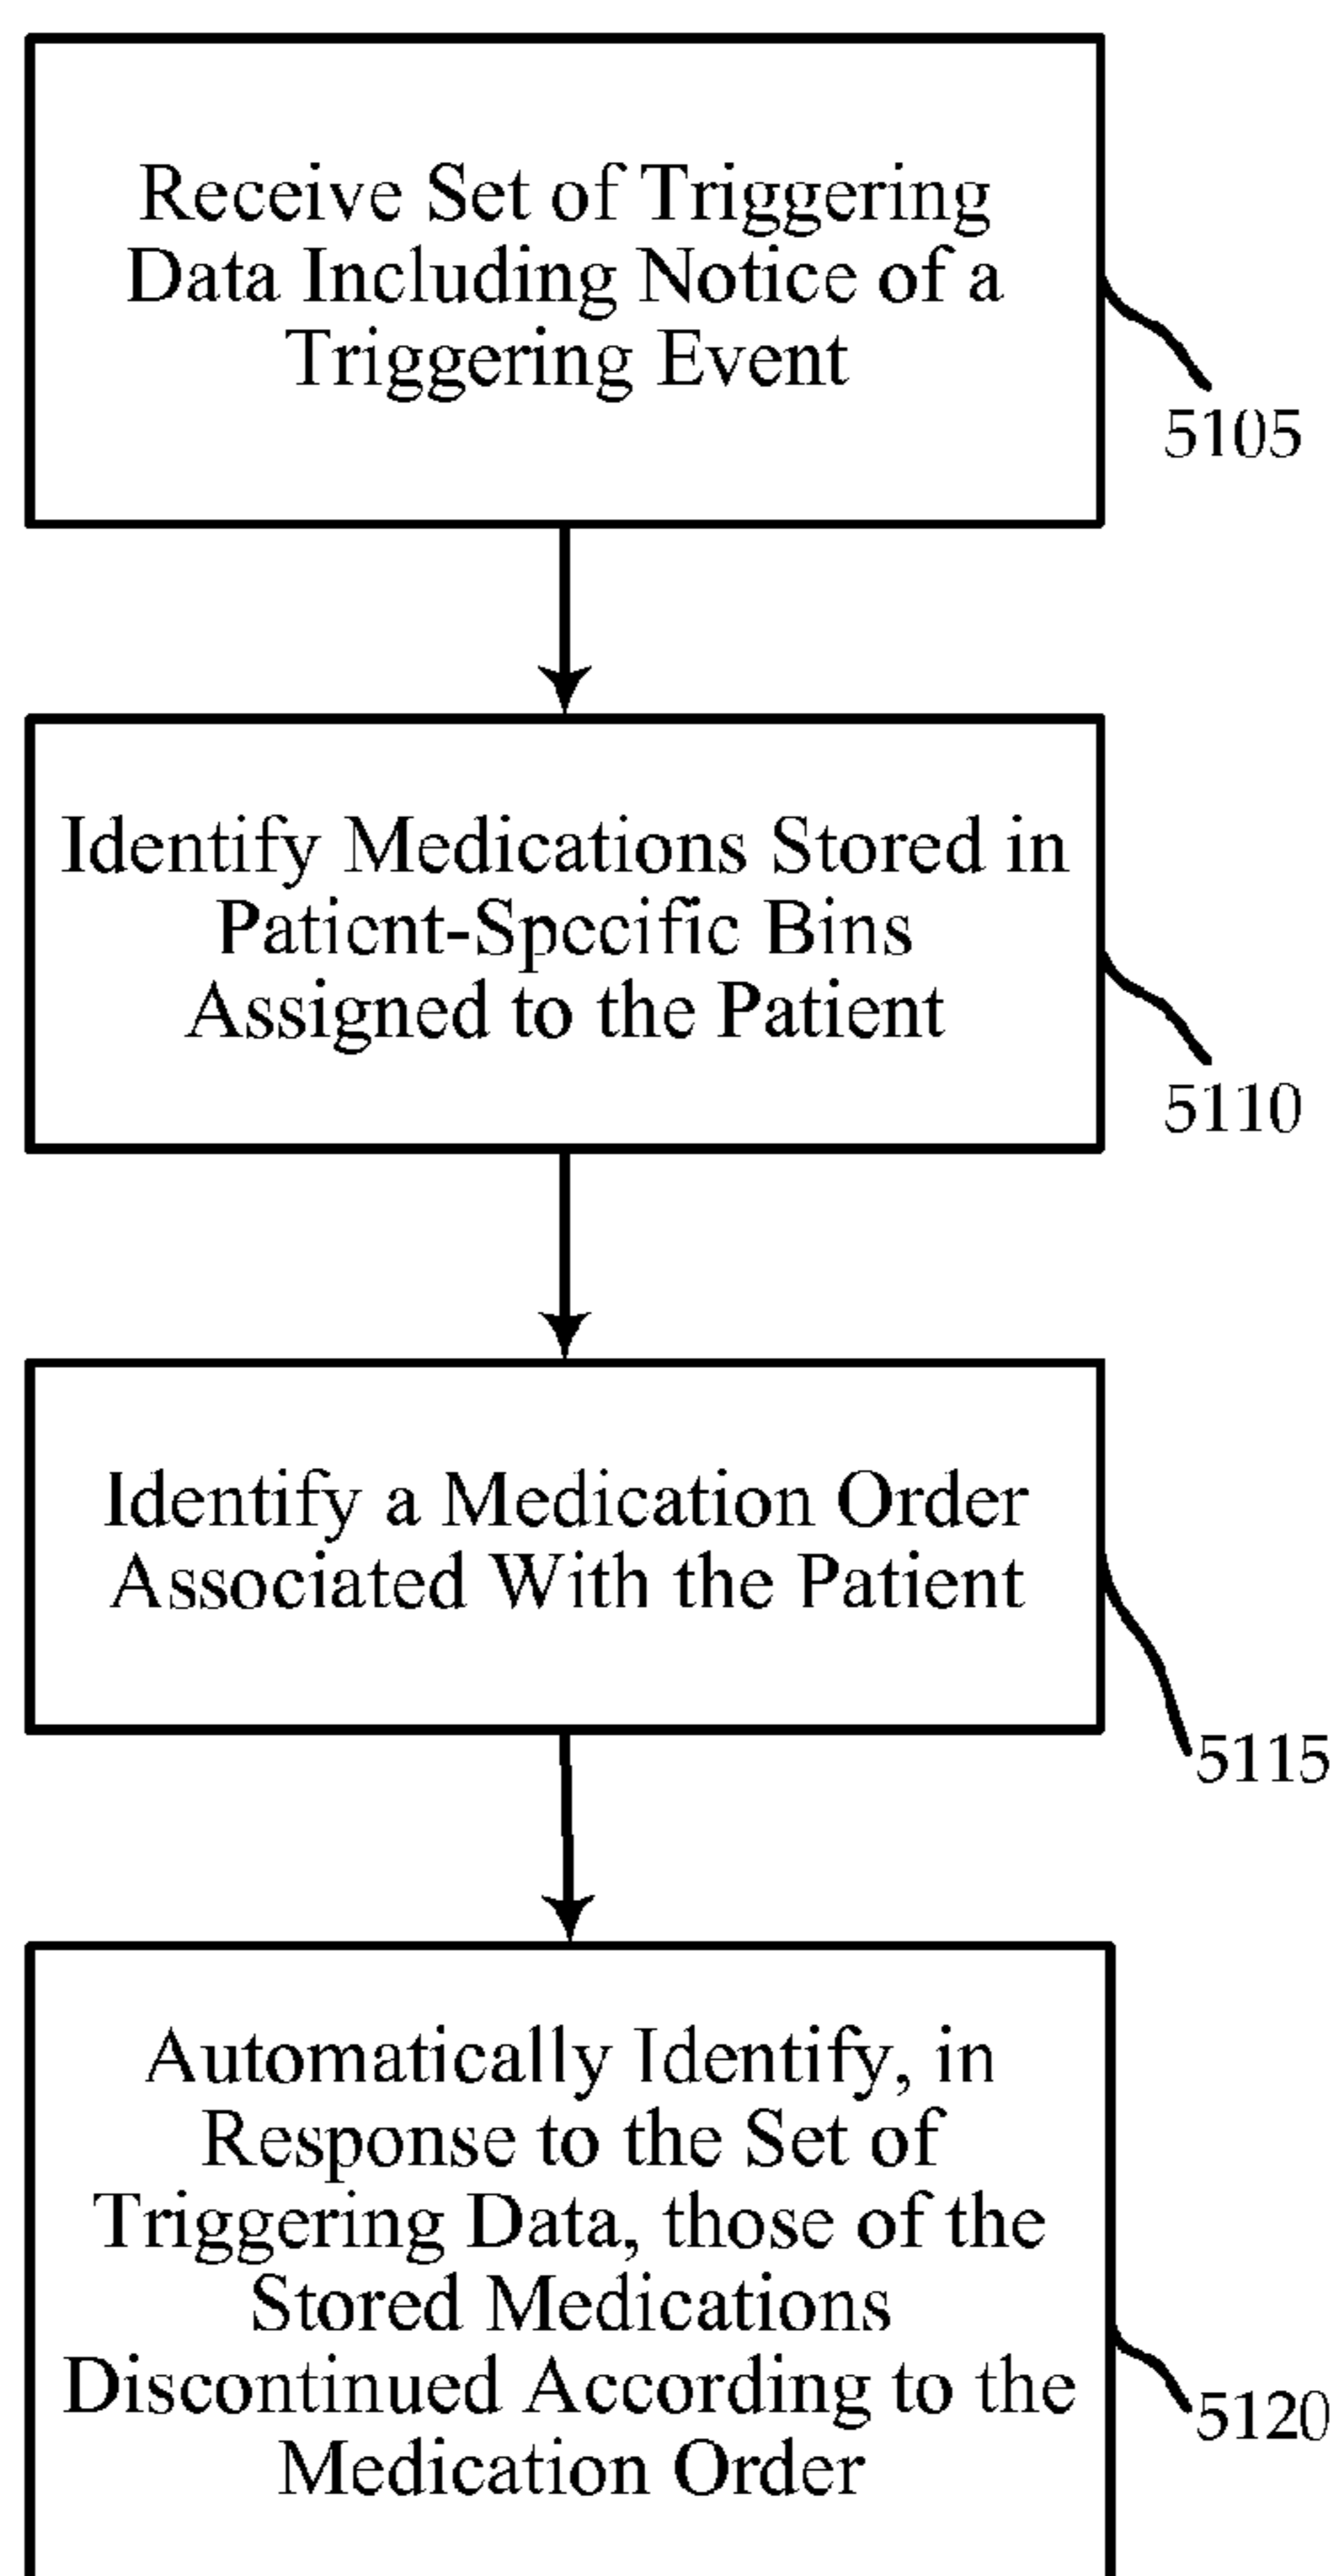 Receive Set of Triggering
Data Including Notice of a
Triggering Event
5105
Identify Medications Stored in
Patient-Specific Bins
Assigned to the Patient
5110
Identify a Medication Order
Associated With the Patient
5115
Automatically Identify, in
Response to the Set of
Triggering Data, those of the
Stored Medications
Discontinued According to the
Medication Order
5120